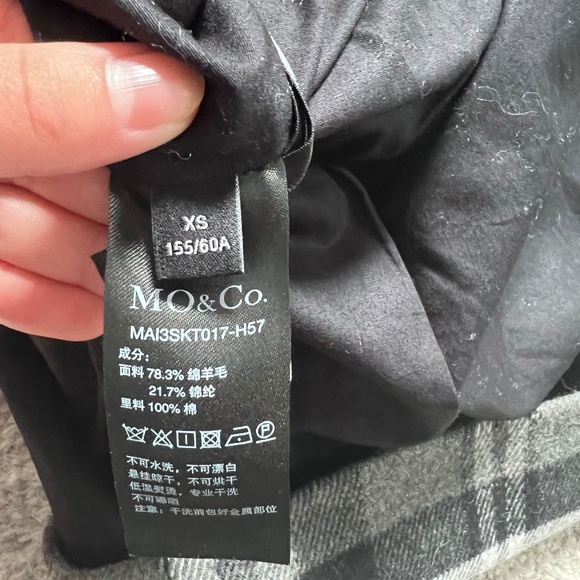 XS
155/60A
MO&Co.
MAI3SKT017-H57
成分:
面料 78.3% 绵羊毛
21.7% 锦纶
里料 100% 棉
P
不可水洗，不可漂白
悬挂晾干，不可烘干
低温熨烫，专业干洗
不可曝晒
注意：干洗前包好金属部位